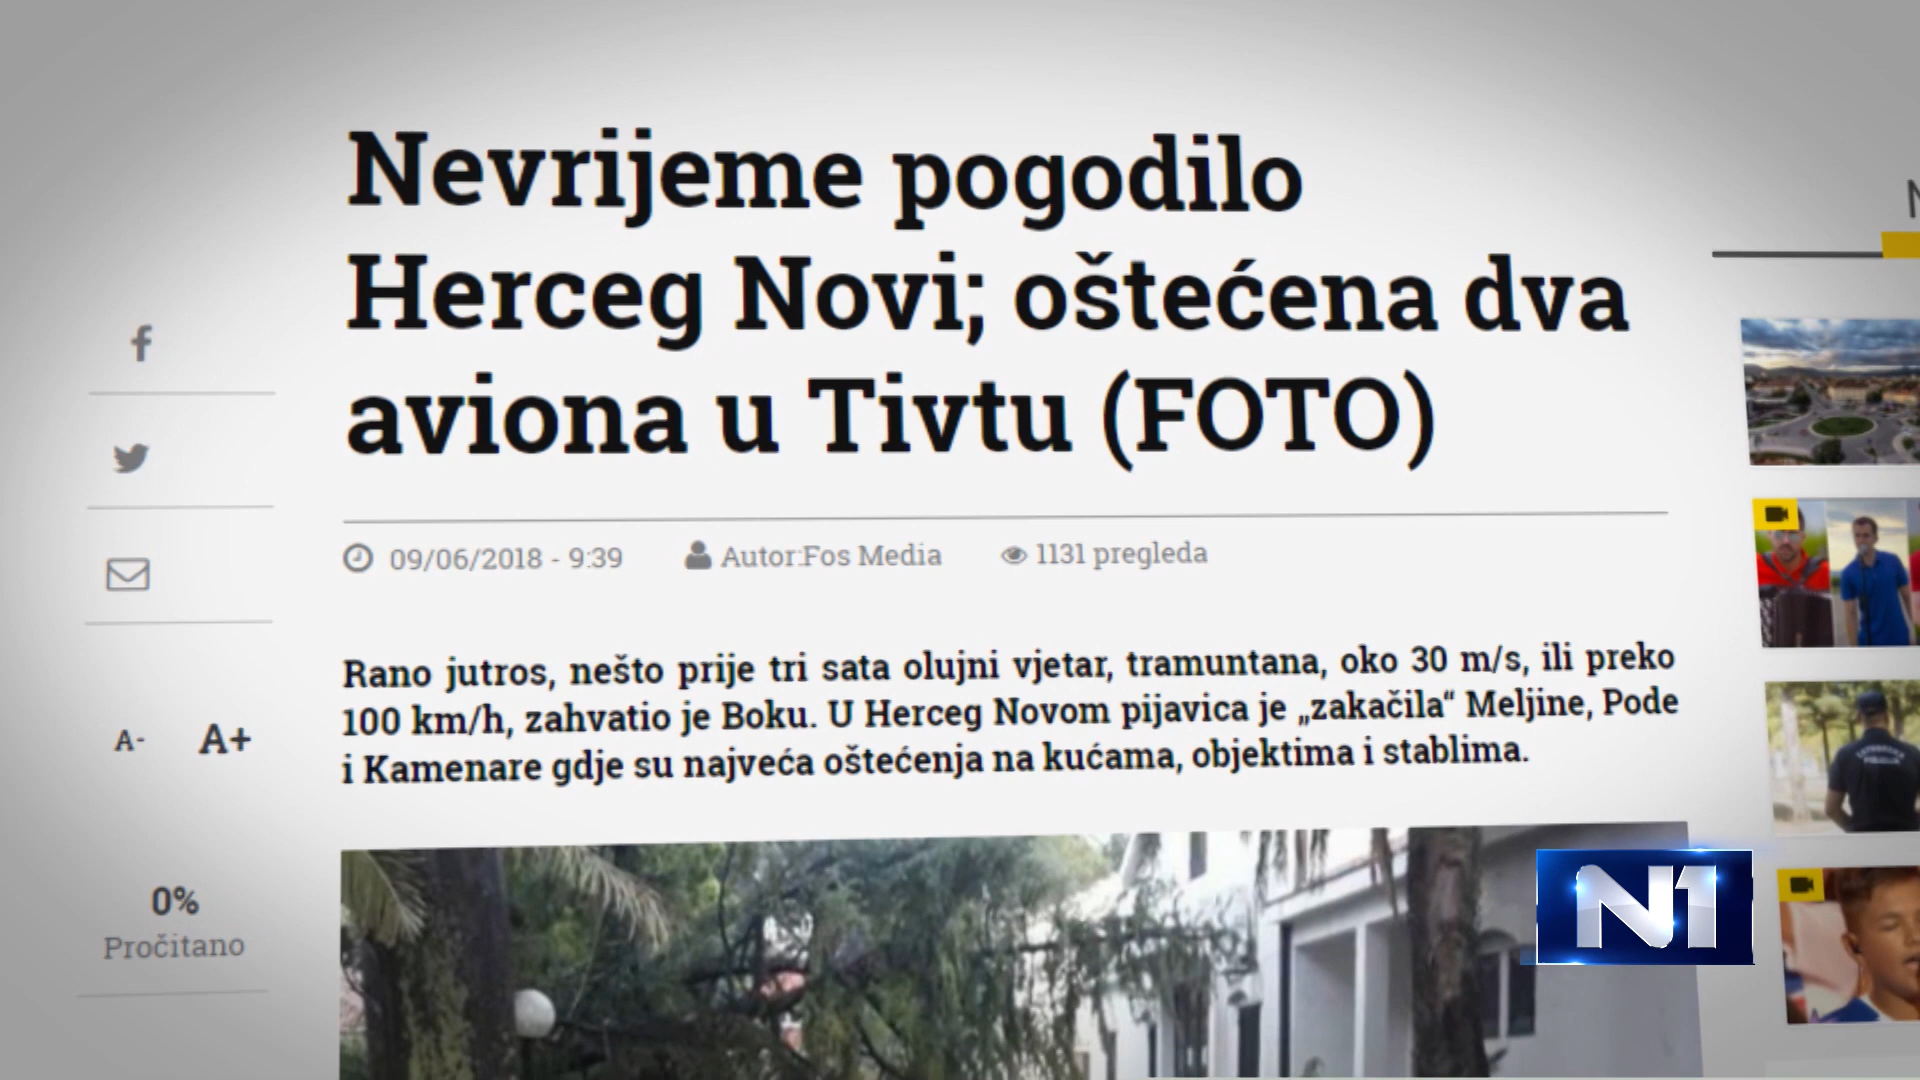 Nevrijeme pogodilo
Herceg Novi; oštećena dva
aviona u Tivtu (FOTO)
09/06/2018 - 9:39 Autor:Fos Media 1131 pregleda
Rano jutros, nešto prije tri sata olujni vjetar, tramuntana, oko 30 m/s, ili preko
100 km/h, zahvatio je Boku. U Herceg Novom pijavica je „zakačila“ Meljine, Pode
i Kamenare gdje su najveća oštećenja na kućama, objektima i stablima.
A- A+
0%
Pročitano
N1